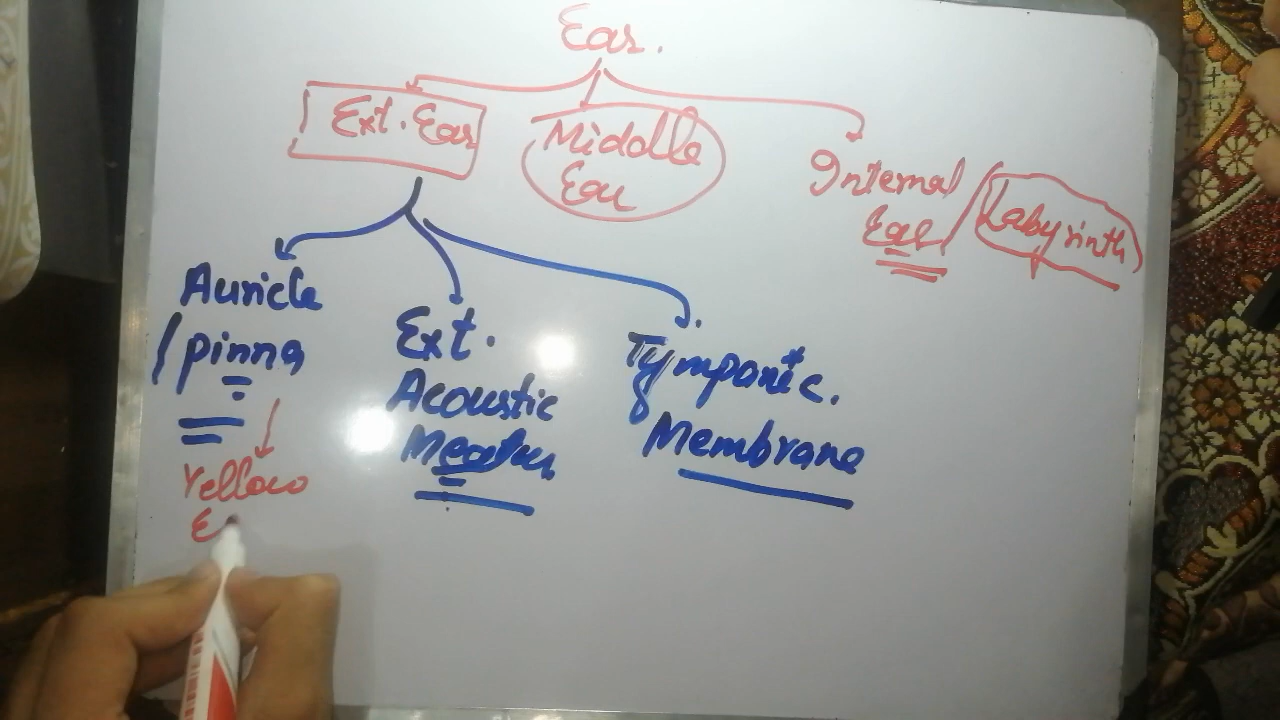 Ear.
Ext. Ear
Middle
Ear
Internal
Ear / Labyrinth
Auricle
/ pinna
Ext.
Acoustic
Meatus
Tympanic.
Membrane
Yellow
E